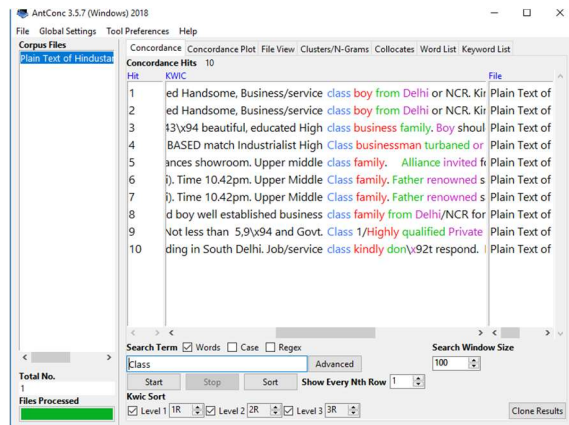 AntConc 3.5.7 (Windows) 2018
File Global Settings Tool Preferences Help
Corpus Files
Plain Text of Hindustai
Total No.
1
Files Processed
Concordance Concordance Plot File View Clusters/N-Grams Collocates Word List Keyword List
Concordance Hits 10
Hit KWIC File
1 ed Handsome, Business/service class boy from Delhi or NCR. Kir Plain Text of
2 ed Handsome, Business/service class boy from Delhi or NCR. Kir Plain Text of
3 43\x94 beautiful, educated High class business family. Boy shoul Plain Text of
4 BASED match Industrialist High Class businessman turbaned or Plain Text of
5 ances showroom. Upper middle class family. Alliance invited f Plain Text of
6 i). Time 10.42pm. Upper middle Class family. Father renowned s Plain Text of
7 i). Time 10.42pm. Upper middle Class family. Father renowned s Plain Text of
8 d boy well established business class family from Delhi/NCR for Plain Text of
9 Not less than 5,9\x94 and Govt. Class 1/Highly qualified Private Plain Text of
10 ding in South Delhi. Job/service class kindly don\x92t respond. Plain Text of
Search Term Words Case Regex Search Window Size
Class Advanced 100
Start Stop Sort Show Every Nth Row 1
Kwic Sort
Level 1 1R Level 2 2R Level 3 3R Clone Results